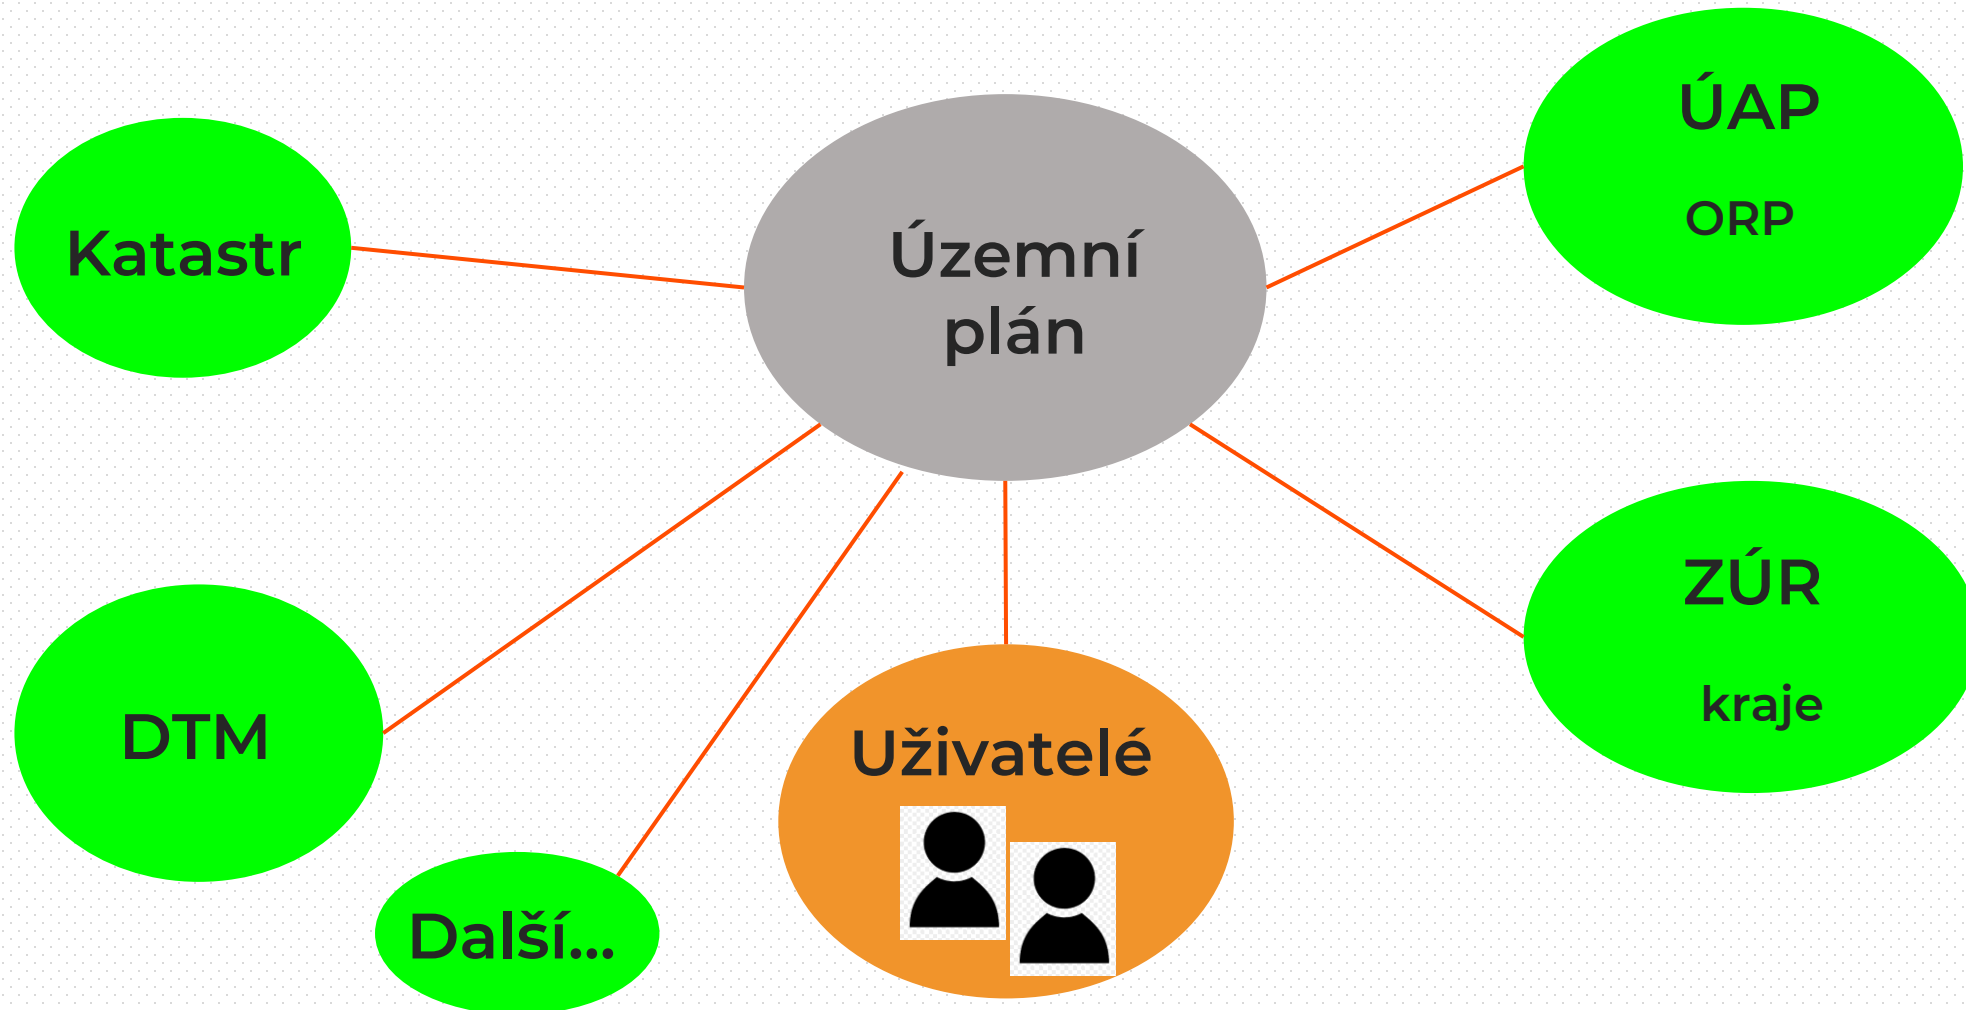 ÚAP
ORP
Katastr
Územní
plán
ZÚR
kraje
DTM
Uživatelé
Další...